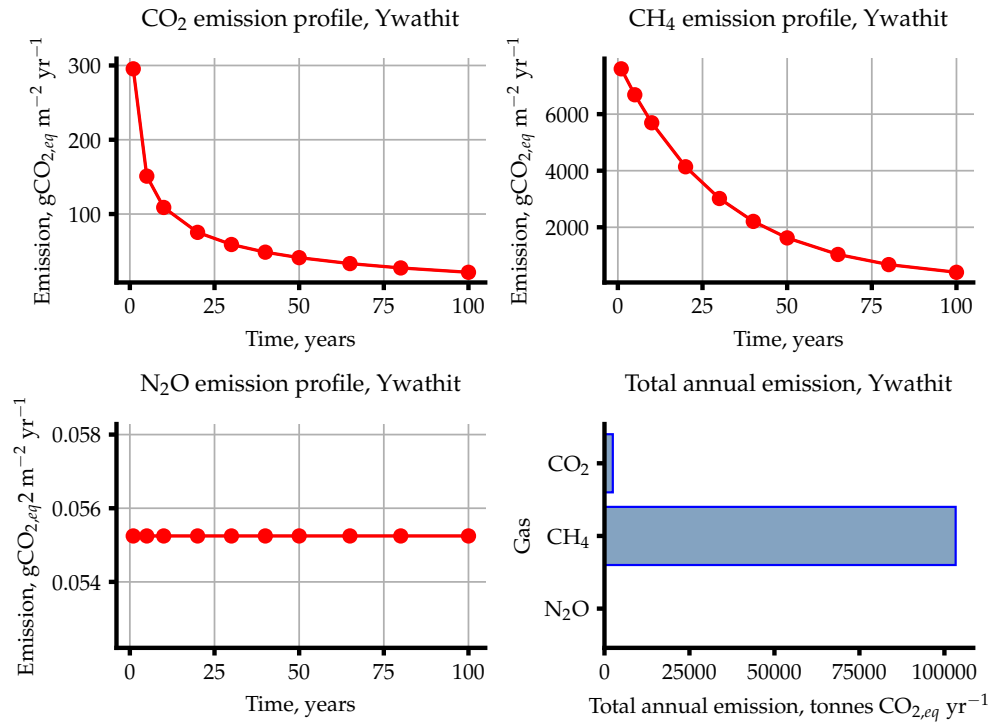 CO₂ emission profile, Ywathit
Emission, gCO₂,eq m⁻² yr⁻¹
300
200
100
0 25 50 75 100
Time, years
CH₄ emission profile, Ywathit
Emission, gCO₂,eq m⁻² yr⁻¹
6000
4000
2000
0 25 50 75 100
Time, years
N₂O emission profile, Ywathit
Emission, gCO₂,eq2 m⁻² yr⁻¹
0.058
0.056
0.054
0 25 50 75 100
Time, years
Total annual emission, Ywathit
Gas
CO₂
CH₄
N₂O
0 25000 50000 75000 100000
Total annual emission, tonnes CO₂,eq yr⁻¹